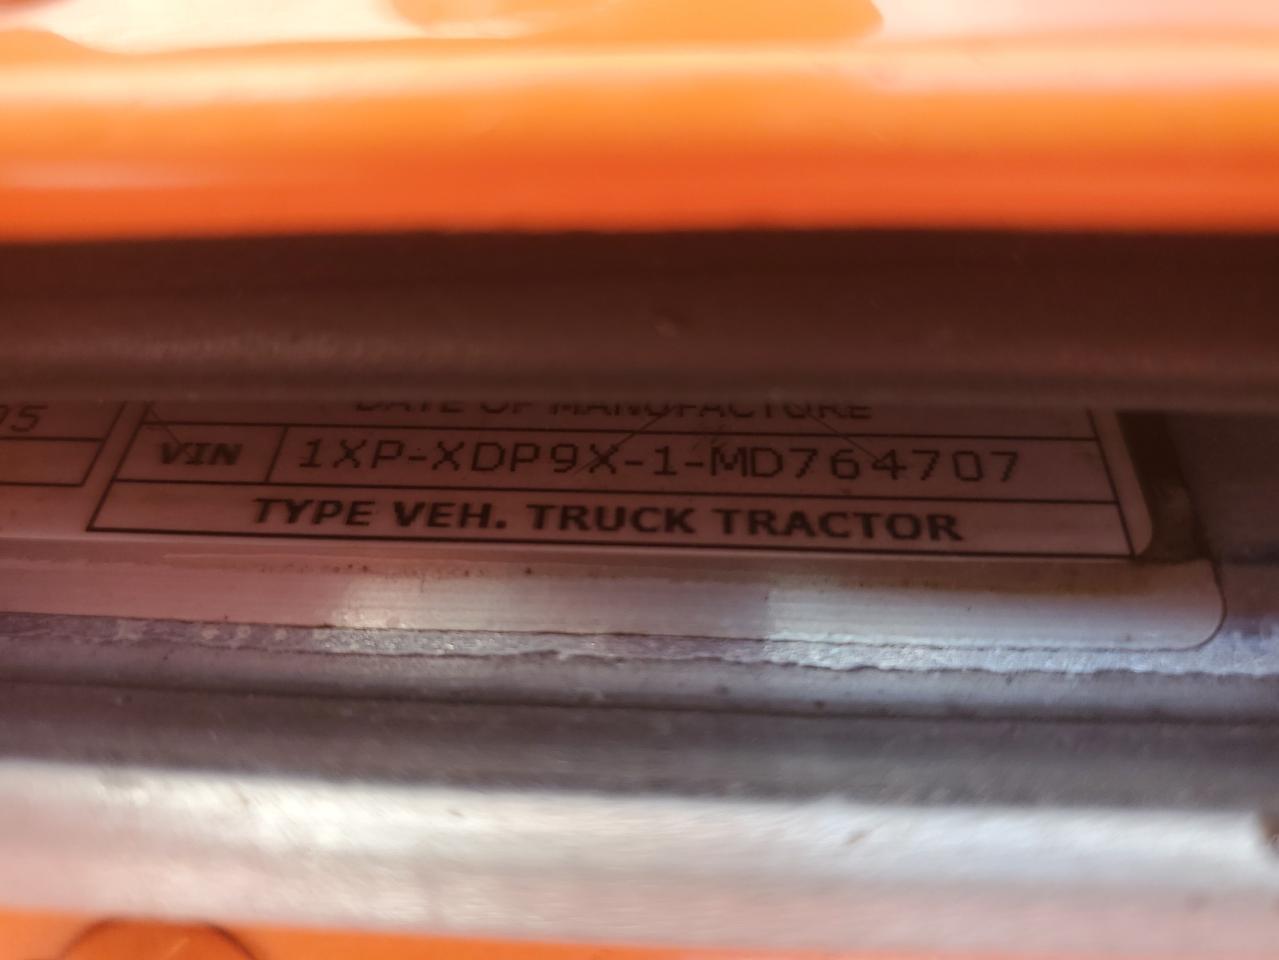 DATE OF MANUFACTURE
VIN 1XP-XDP9X-1-MD764707
TYPE VEH. TRUCK TRACTOR